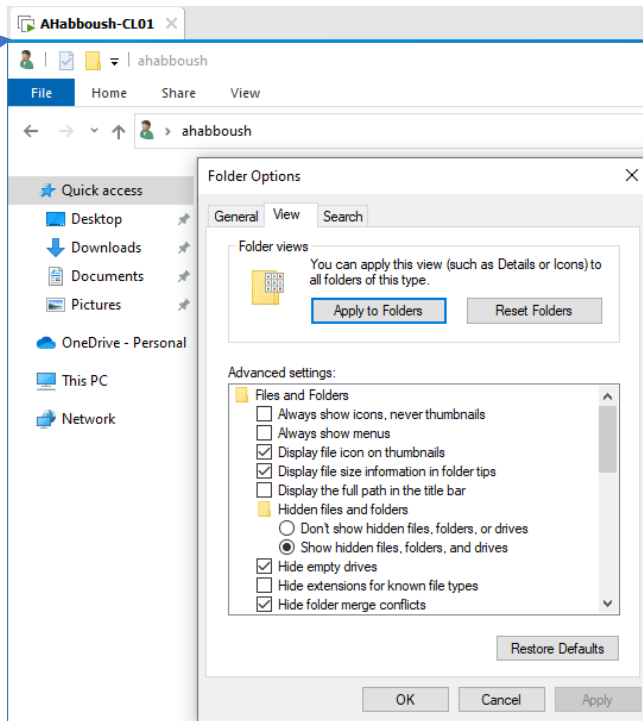 AHabboush-CL01
ahabboush
File Home Share View
ahabboush
Quick access
Desktop
Downloads
Documents
Pictures
OneDrive - Personal
This PC
Network
Folder Options
General View Search
Folder views
You can apply this view (such as Details or Icons) to
all folders of this type.
Apply to Folders Reset Folders
Advanced settings:
Files and Folders
Always show icons, never thumbnails
Always show menus
Display file icon on thumbnails
Display file size information in folder tips
Display the full path in the title bar
Hidden files and folders
Don't show hidden files, folders, or drives
Show hidden files, folders, and drives
Hide empty drives
Hide extensions for known file types
Hide folder merge conflicts
Restore Defaults
OK Cancel Apply